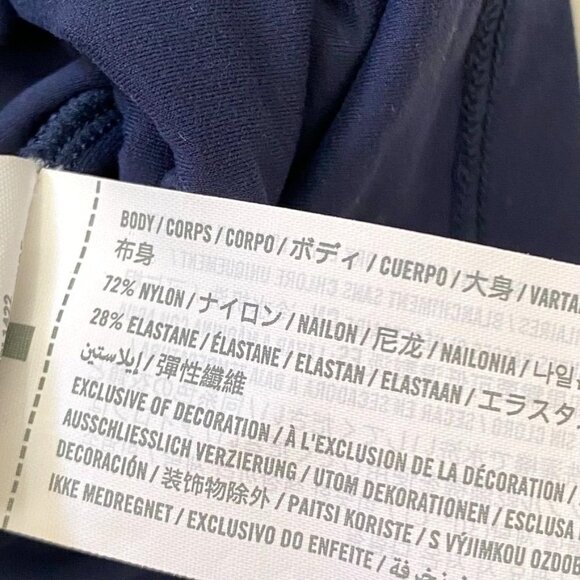 BODY / CORPS / CORPO / ボディ / CUERPO / 大身 / VARTA
布身
72% NYLON / ナイロン / NAILON / 尼龙 / NAILONIA / 나일
28% ELASTANE / ÉLASTANE / ELASTAN / ELASTAAN / エラスタ
إيلاستين / 彈性纖維
EXCLUSIVE OF DECORATION / À L'EXCLUSION DE LA DÉCORATION /
AUSSCHLIESSLICH VERZIERUNG / UTOM DEKORATIONEN / ESCLUSA
DECORACIÓN / 装饰物除外 / PAITSI KORISTE / S VÝJIMKOU OZDOB
IKKE MEDREGNET / EXCLUSIVO DO ENFEITE /
1422